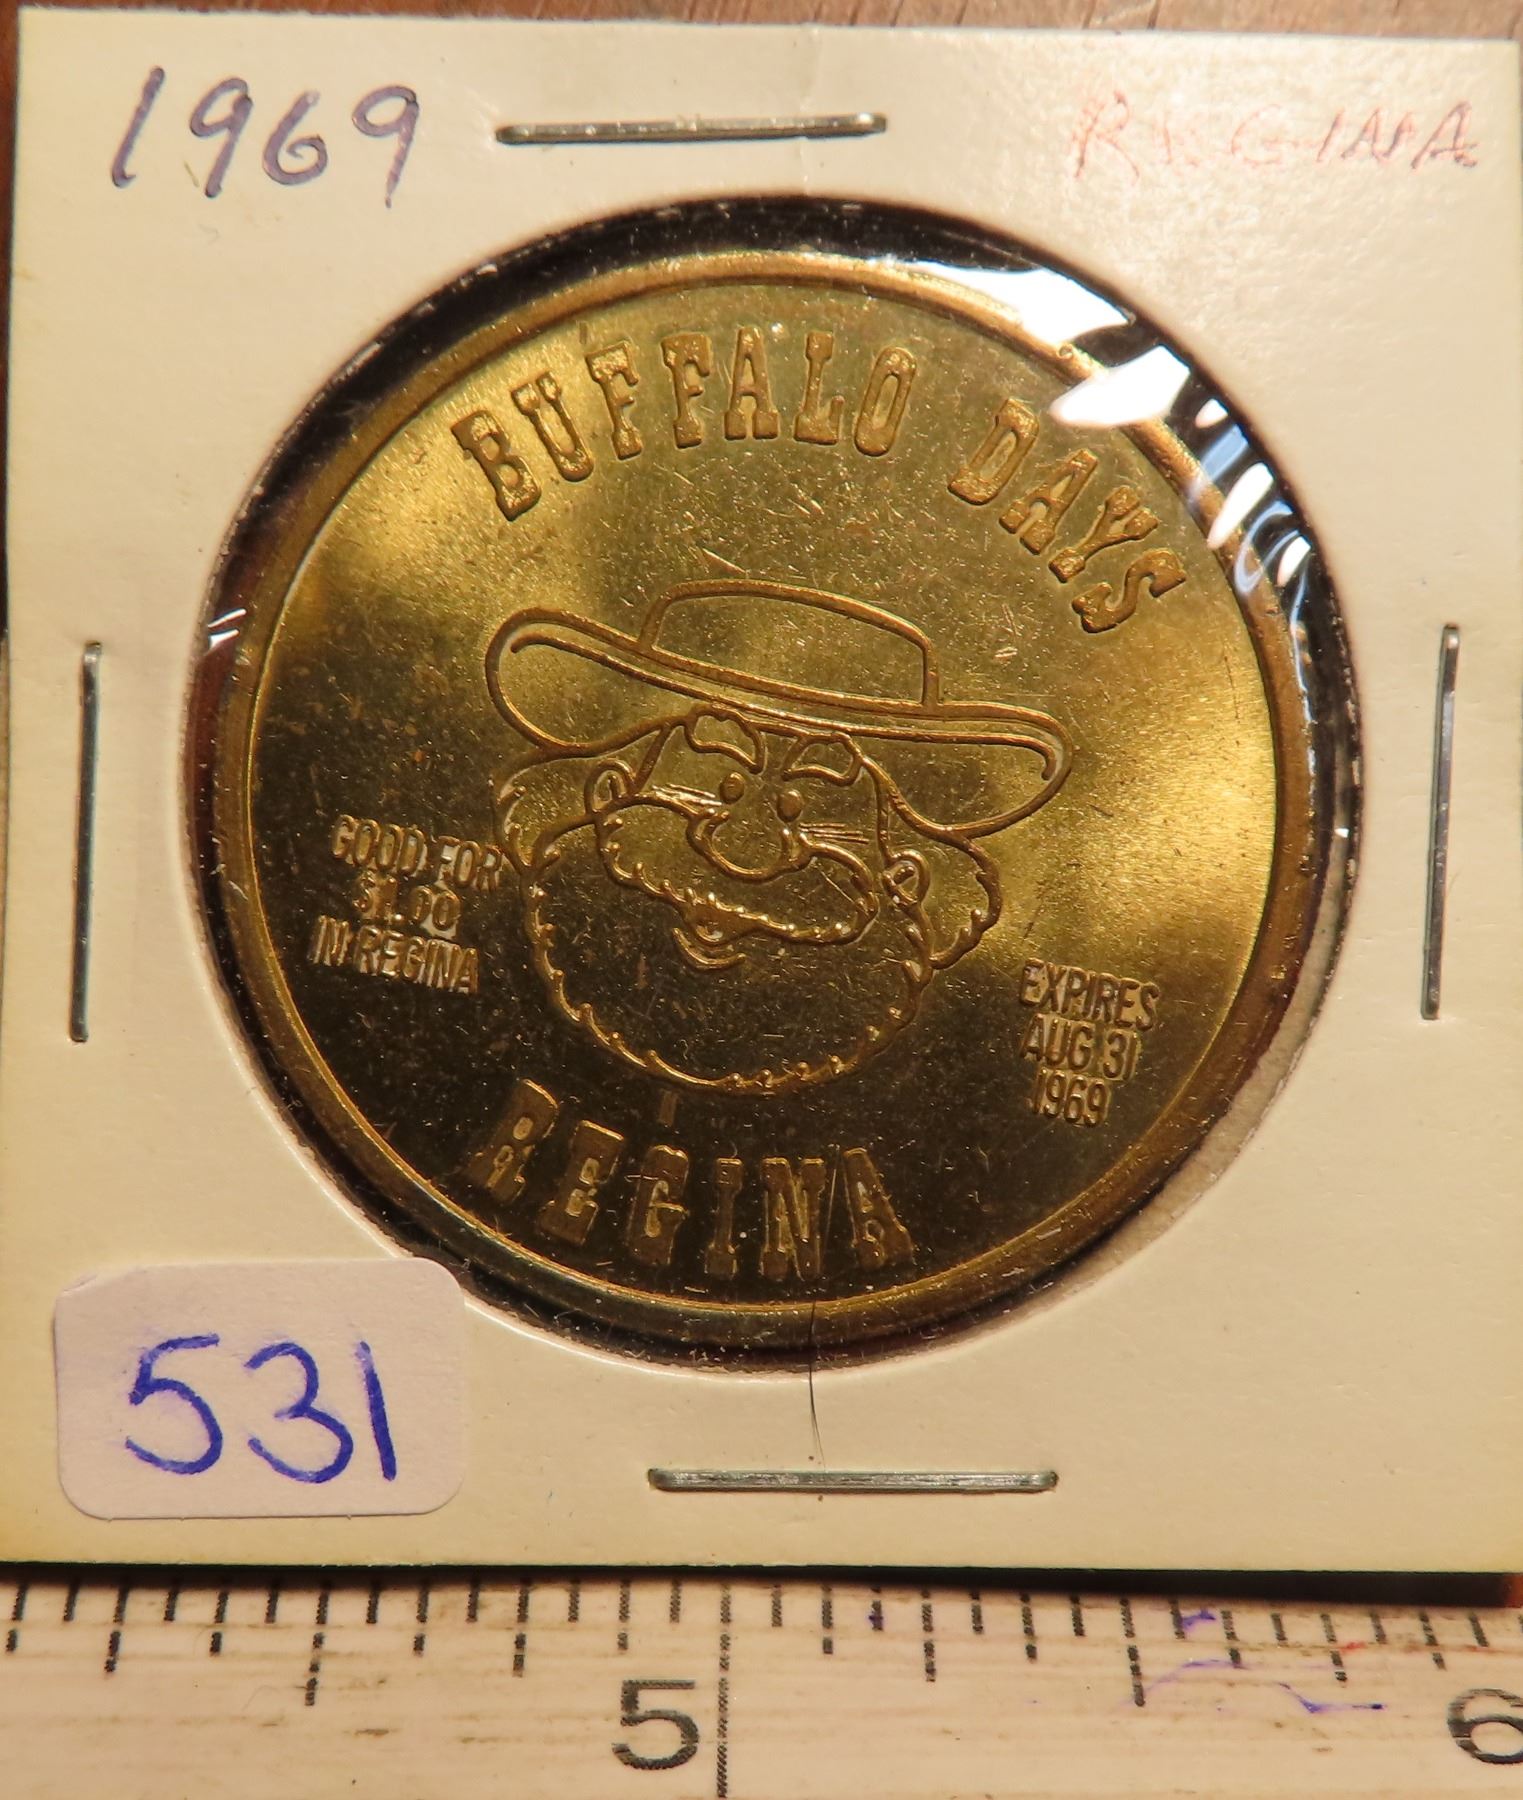 1969
REGINA
BUFFALO DAYS
GOOD FOR
$1.00
IN REGINA
EXPIRES
AUG 31
1969
REGINA
531
5
6